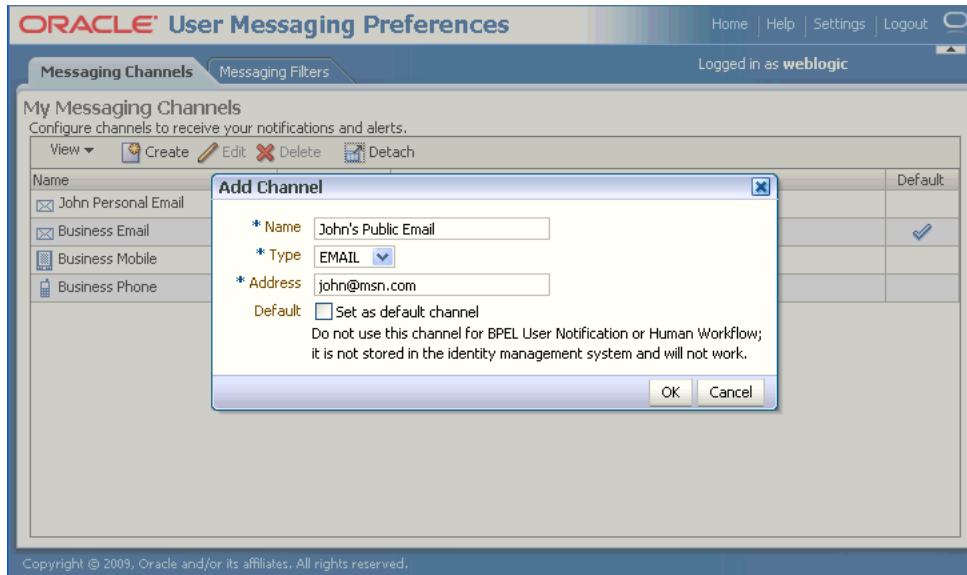 ORACLE User Messaging Preferences
Home Help Settings Logout
Logged in as weblogic
Messaging Channels Messaging Filters
My Messaging Channels
Configure channels to receive your notifications and alerts.
View Create Edit Delete Detach
Name Default
John Personal Email
Business Email
Business Mobile
Business Phone
Add Channel
* Name John's Public Email
* Type EMAIL
* Address john@msn.com
Default Set as default channel
Do not use this channel for BPEL User Notification or Human Workflow;
it is not stored in the identity management system and will not work.
OK Cancel
Copyright © 2009, Oracle and/or its affiliates. All rights reserved.